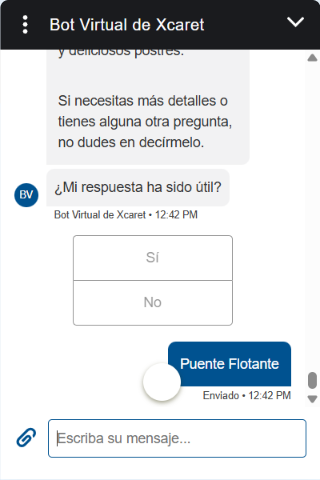 Bot Virtual de Xcaret
y deliciosos postres.
Si necesitas más detalles o
tienes alguna otra pregunta,
no dudes en decírmelo.
BV
¿Mi respuesta ha sido útil?
Bot Virtual de Xcaret • 12:42 PM
Sí
No
Puente Flotante
Enviado • 12:42 PM
Escriba su mensaje...